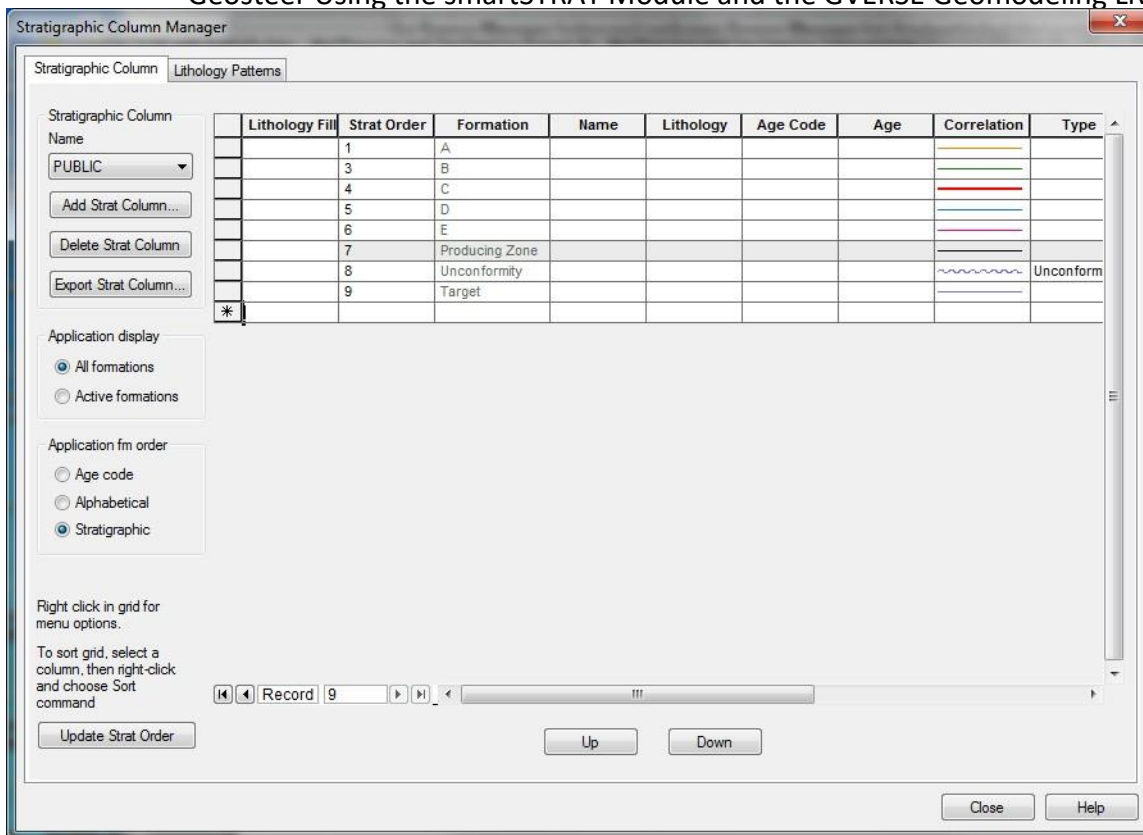 Geosteer Using the smartSTRAT Module and the GVERSE Geomodeling
Stratigraphic Column Manager
Stratigraphic Column Lithology Patterns
Stratigraphic Column
Name
PUBLIC
Add Strat Column...
Delete Strat Column
Export Strat Column...
Application display
All formations
Active formations
Application fm order
Age code
Alphabetical
Stratigraphic
Right click in grid for
menu options.
To sort grid, select a
column, then right-click
and choose Sort
command
Update Strat Order
Lithology Fill Strat Order Formation Name Lithology Age Code Age Correlation Type
1 A
3 B
4 C
5 D
6 E
7 Producing Zone
8 Unconformity Unconform
9 Target
*
Record 9
Up Down
Close Help